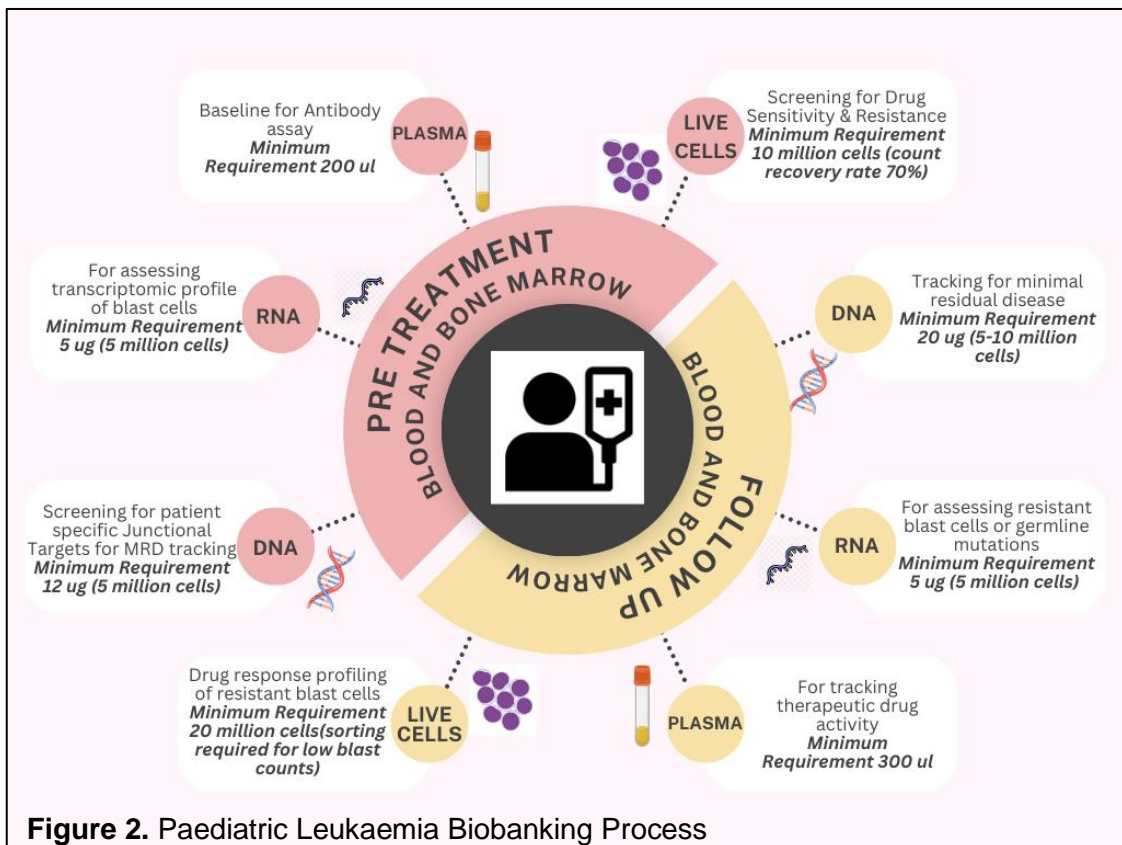 Baseline for Antibody
assay
Minimum
Requirement 200 ul
PLASMA
LIVE
CELLS
Screening for Drug
Sensitivity & Resistance
Minimum Requirement
10 million cells (count
recovery rate 70%)
For assessing
transcriptomic profile
of blast cells
Minimum Requirement
5 ug (5 million cells)
RNA
PRE TREATMENT
BLOOD AND BONE MARROW
DNA
Tracking for minimal
residual disease
Minimum Requirement
20 ug (5-10 million
cells)
Screening for patient
specific Junctional
Targets for MRD tracking
Minimum Requirement
12 ug (5 million cells)
DNA
BLOOD AND BONE MARROW
FOLLOW UP
RNA
For assessing resistant
blast cells or germline
mutations
Minimum Requirement
5 ug (5 million cells)
Drug response profiling
of resistant blast cells
Minimum Requirement
20 million cells(sorting
required for low blast
counts)
LIVE
CELLS
PLASMA
For tracking
therapeutic drug
activity
Minimum
Requirement 300 ul
Figure 2. Paediatric Leukaemia Biobanking Process